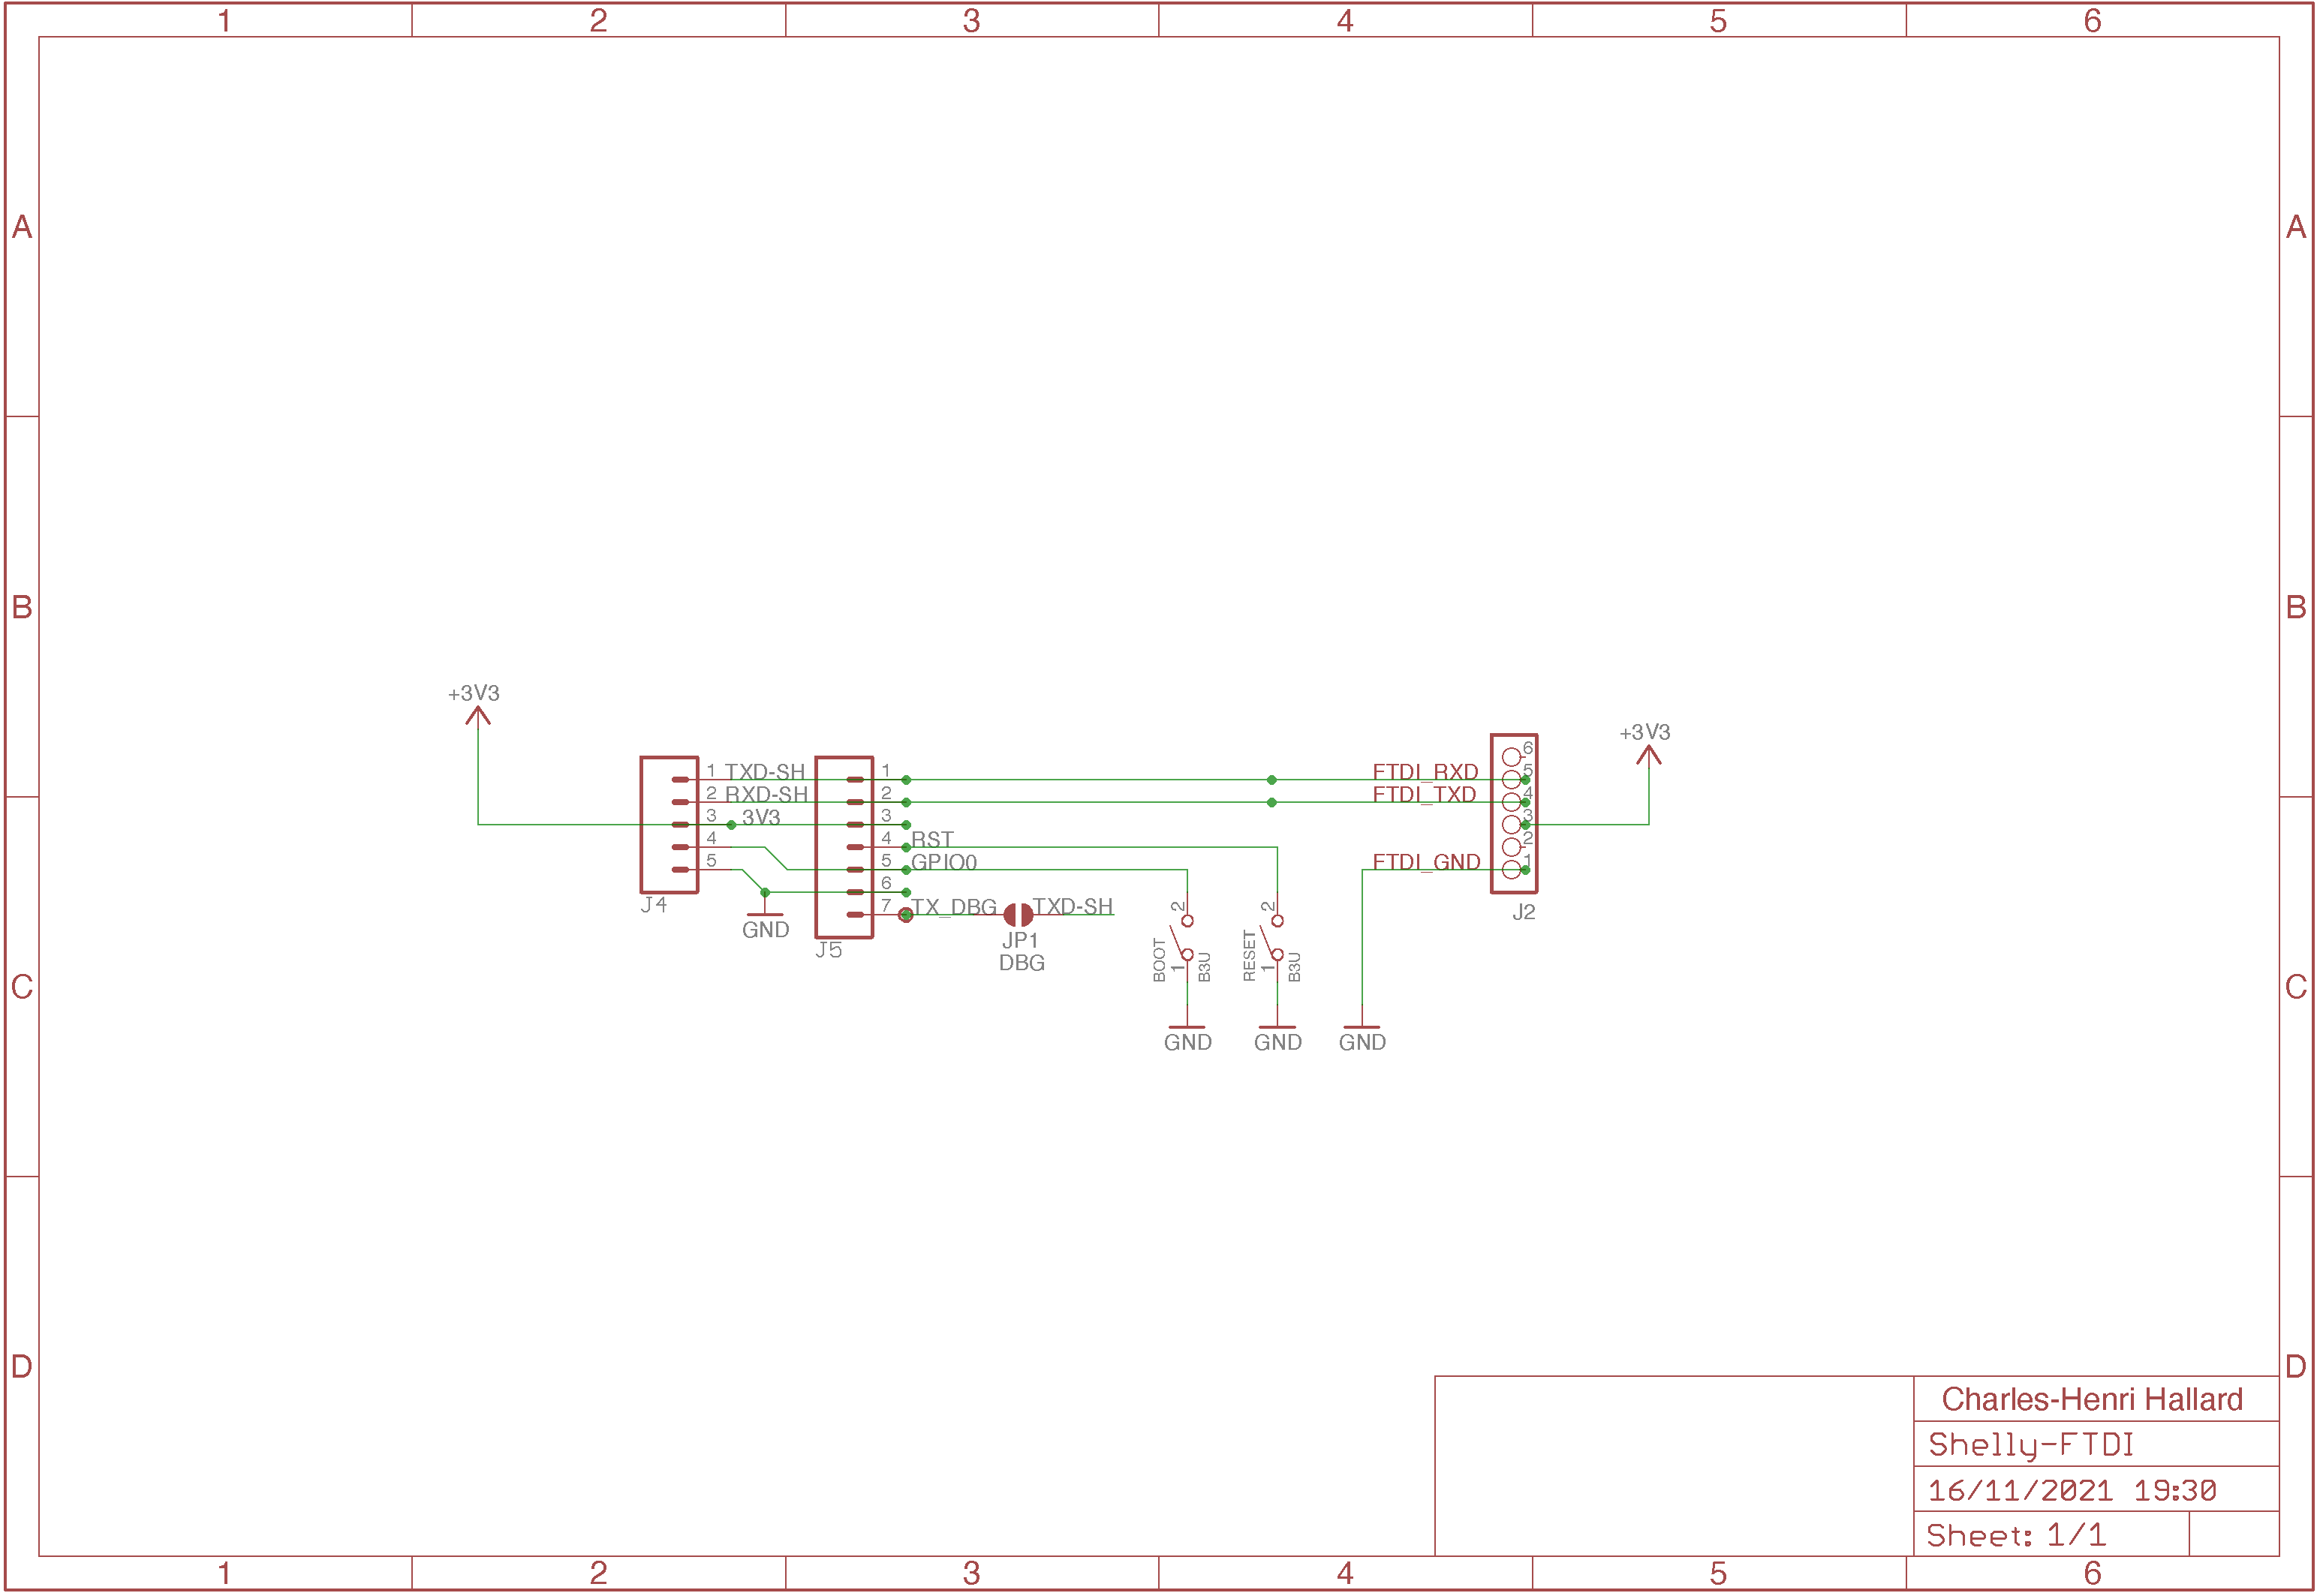 1 2 3 4 5 6
A A
B B
+3V3
+3V3
1 TXD-SH 1 FTDI_RXD 6
2 RXD-SH 2 FTDI_TXD 5
3 3V3 3 4
4 4 RST 3
5 5 GPIO0 2
6 FTDI_GND 1
7 TX_DBG TXD-SH
J4 GND J5 JP1 J2
DBG
2 2
BOOT 1 B3U RESET 1 B3U
C C
GND GND GND
D D
Charles-Henri Hallard
Shelly-FTDI
16/11/2021 19:30
Sheet: 1/1
1 2 3 4 5 6